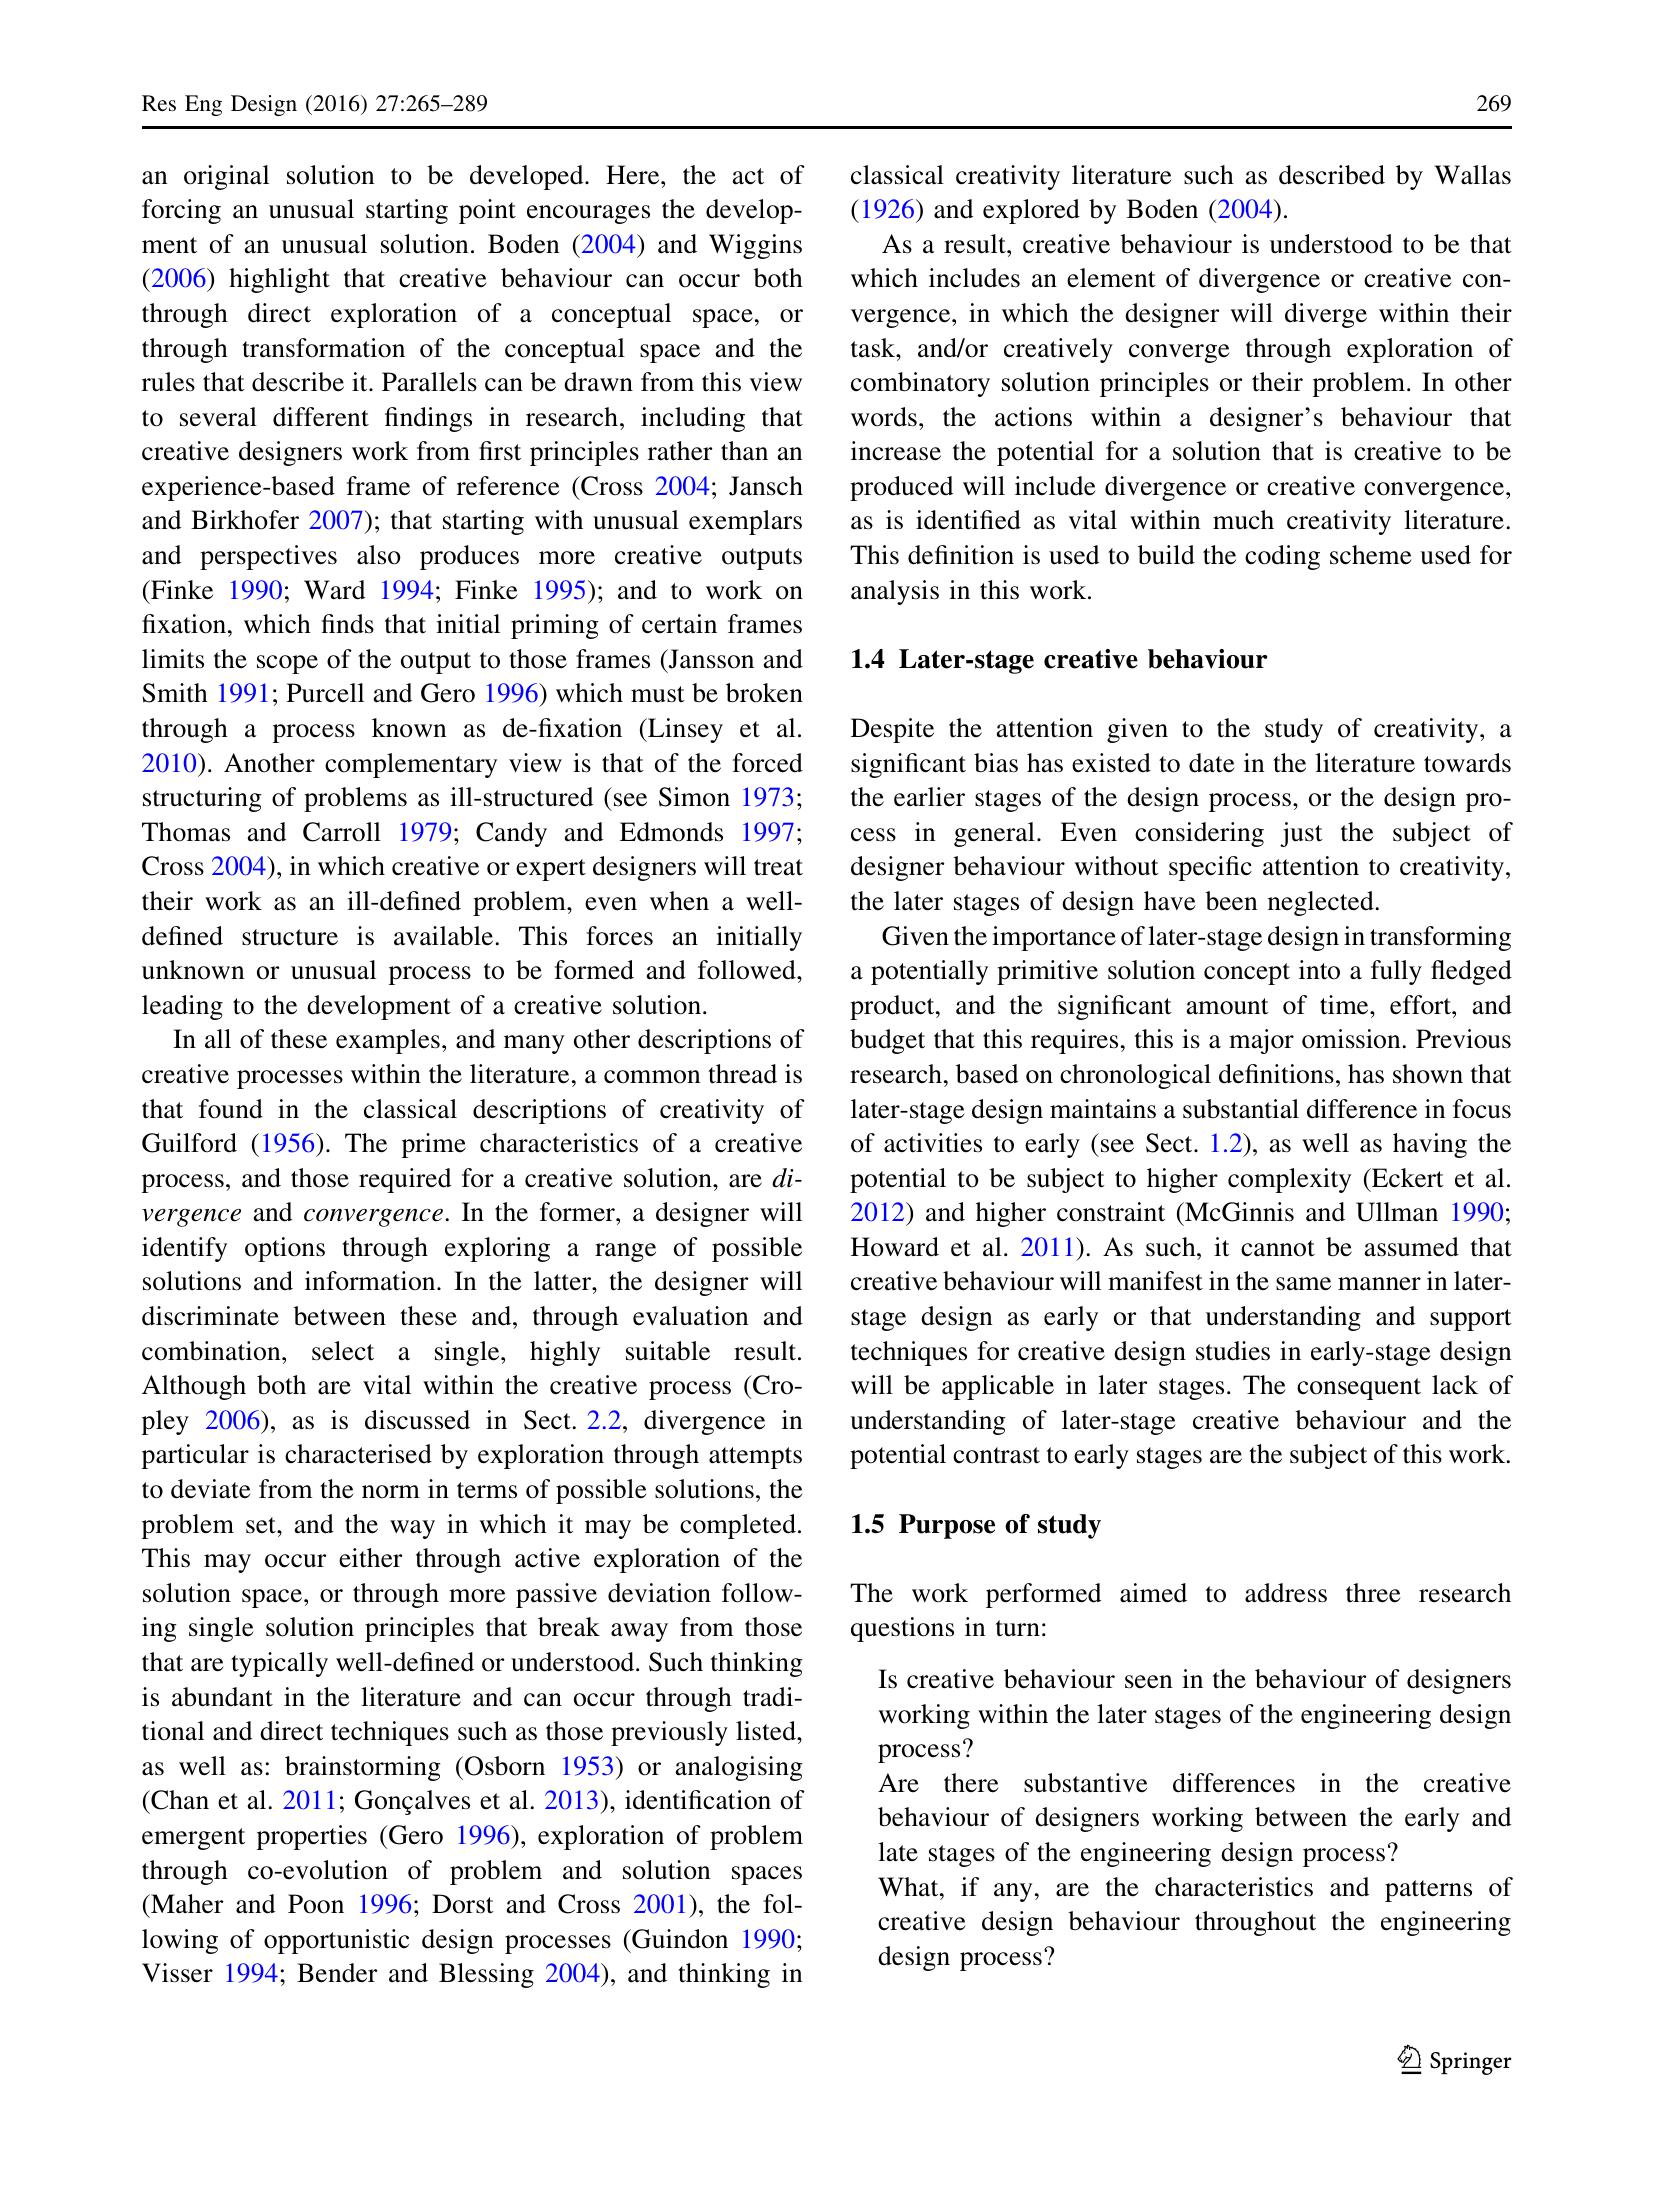 Res Eng Design (2016) 27:265–289
269
an original solution to be developed. Here, the act of
forcing an unusual starting point encourages the develop-
ment of an unusual solution. Boden (2004) and Wiggins
(2006) highlight that creative behaviour can occur both
through direct exploration of a conceptual space, or
through transformation of the conceptual space and the
rules that describe it. Parallels can be drawn from this view
to several different findings in research, including that
creative designers work from first principles rather than an
experience-based frame of reference (Cross 2004; Jansch
and Birkhofer 2007); that starting with unusual exemplars
and perspectives also produces more creative outputs
(Finke 1990; Ward 1994; Finke 1995); and to work on
fixation, which finds that initial priming of certain frames
limits the scope of the output to those frames (Jansson and
Smith 1991; Purcell and Gero 1996) which must be broken
through a process known as de-fixation (Linsey et al.
2010). Another complementary view is that of the forced
structuring of problems as ill-structured (see Simon 1973;
Thomas and Carroll 1979; Candy and Edmonds 1997;
Cross 2004), in which creative or expert designers will treat
their work as an ill-defined problem, even when a well-
defined structure is available. This forces an initially
unknown or unusual process to be formed and followed,
leading to the development of a creative solution.
In all of these examples, and many other descriptions of
creative processes within the literature, a common thread is
that found in the classical descriptions of creativity of
Guilford (1956). The prime characteristics of a creative
process, and those required for a creative solution, are di-
vergence and convergence. In the former, a designer will
identify options through exploring a range of possible
solutions and information. In the latter, the designer will
discriminate between these and, through evaluation and
combination, select a single, highly suitable result.
Although both are vital within the creative process (Cro-
pley 2006), as is discussed in Sect. 2.2, divergence in
particular is characterised by exploration through attempts
to deviate from the norm in terms of possible solutions, the
problem set, and the way in which it may be completed.
This may occur either through active exploration of the
solution space, or through more passive deviation follow-
ing single solution principles that break away from those
that are typically well-defined or understood. Such thinking
is abundant in the literature and can occur through tradi-
tional and direct techniques such as those previously listed,
as well as: brainstorming (Osborn 1953) or analogising
(Chan et al. 2011; Gonçalves et al. 2013), identification of
emergent properties (Gero 1996), exploration of problem
through co-evolution of problem and solution spaces
(Maher and Poon 1996; Dorst and Cross 2001), the fol-
lowing of opportunistic design processes (Guindon 1990;
Visser 1994; Bender and Blessing 2004), and thinking in
classical creativity literature such as described by Wallas
(1926) and explored by Boden (2004).
As a result, creative behaviour is understood to be that
which includes an element of divergence or creative con-
vergence, in which the designer will diverge within their
task, and/or creatively converge through exploration of
combinatory solution principles or their problem. In other
words, the actions within a designer's behaviour that
increase the potential for a solution that is creative to be
produced will include divergence or creative convergence,
as is identified as vital within much creativity literature.
This definition is used to build the coding scheme used for
analysis in this work.
1.4 Later-stage creative behaviour
Despite the attention given to the study of creativity, a
significant bias has existed to date in the literature towards
the earlier stages of the design process, or the design pro-
cess in general. Even considering just the subject of
designer behaviour without specific attention to creativity,
the later stages of design have been neglected.
Given the importance of later-stage design in transforming
a potentially primitive solution concept into a fully fledged
product, and the significant amount of time, effort, and
budget that this requires, this is a major omission. Previous
research, based on chronological definitions, has shown that
later-stage design maintains a substantial difference in focus
of activities to early (see Sect. 1.2), as well as having the
potential to be subject to higher complexity (Eckert et al.
2012) and higher constraint (McGinnis and Ullman 1990;
Howard et al. 2011). As such, it cannot be assumed that
creative behaviour will manifest in the same manner in later-
stage design as early or that understanding and support
techniques for creative design studies in early-stage design
will be applicable in later stages. The consequent lack of
understanding of later-stage creative behaviour and the
potential contrast to early stages are the subject of this work.
1.5 Purpose of study
The work performed aimed to address three research
questions in turn:
Is creative behaviour seen in the behaviour of designers
working within the later stages of the engineering design
process?
Are there substantive differences in the creative
behaviour of designers working between the early and
late stages of the engineering design process?
What, if any, are the characteristics and patterns of
creative design behaviour throughout the engineering
design process?
Springer